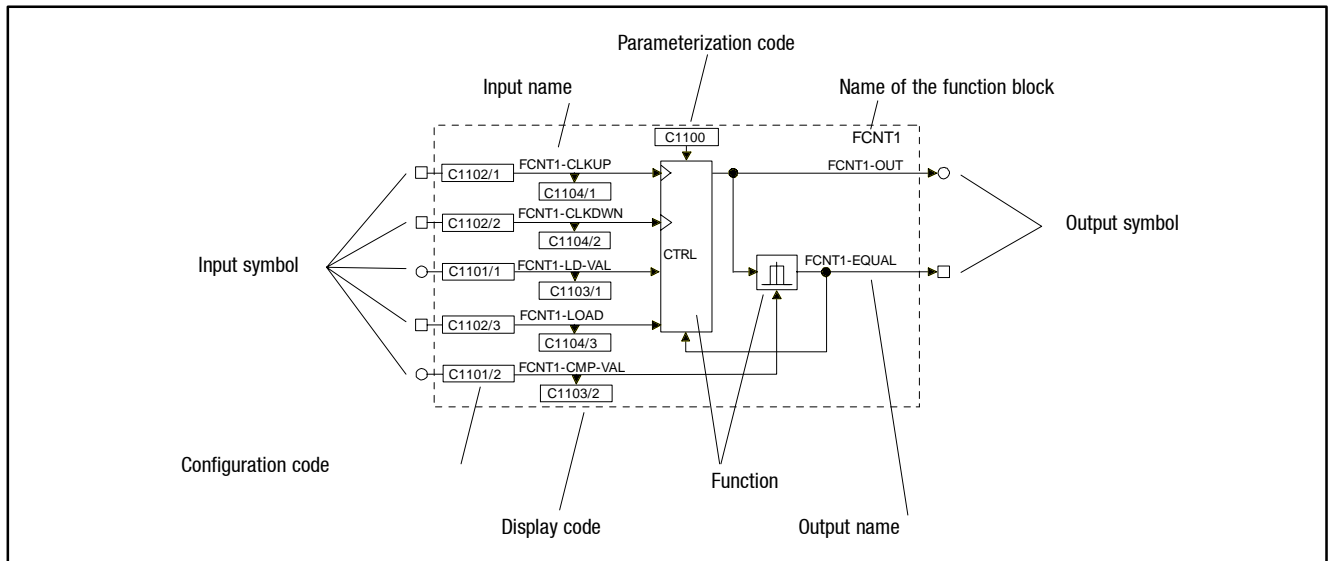 Parameterization code
Input name
Name of the function block
C1100
FCNT1
C1102/1
FCNT1-CLKUP
FCNT1-OUT
C1104/1
C1102/2
FCNT1-CLKDWN
C1104/2
Output symbol
Input symbol
CTRL
C1101/1
FCNT1-LD-VAL
FCNT1-EQUAL
C1103/1
C1102/3
FCNT1-LOAD
C1104/3
C1101/2
FCNT1-CMP-VAL
C1103/2
Configuration code
Function
Display code
Output name